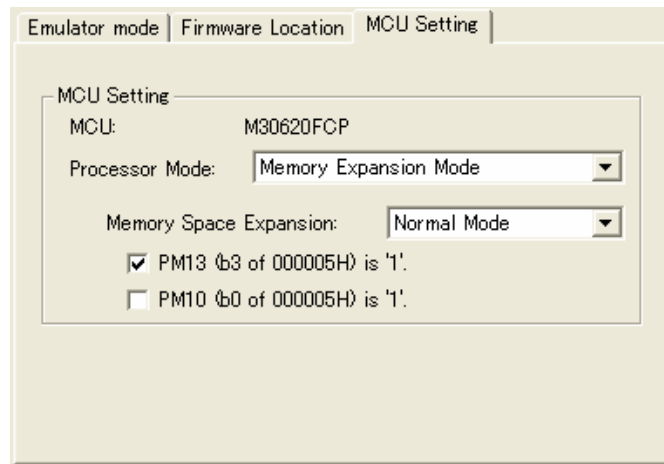 Emulator mode Firmware Location MCU Setting
MCU Setting
MCU: M30620FCP
Processor Mode: Memory Expansion Mode
Memory Space Expansion: Normal Mode
PM13 (b3 of 000005H) is '1'.
PM10 (b0 of 000005H) is '1'.